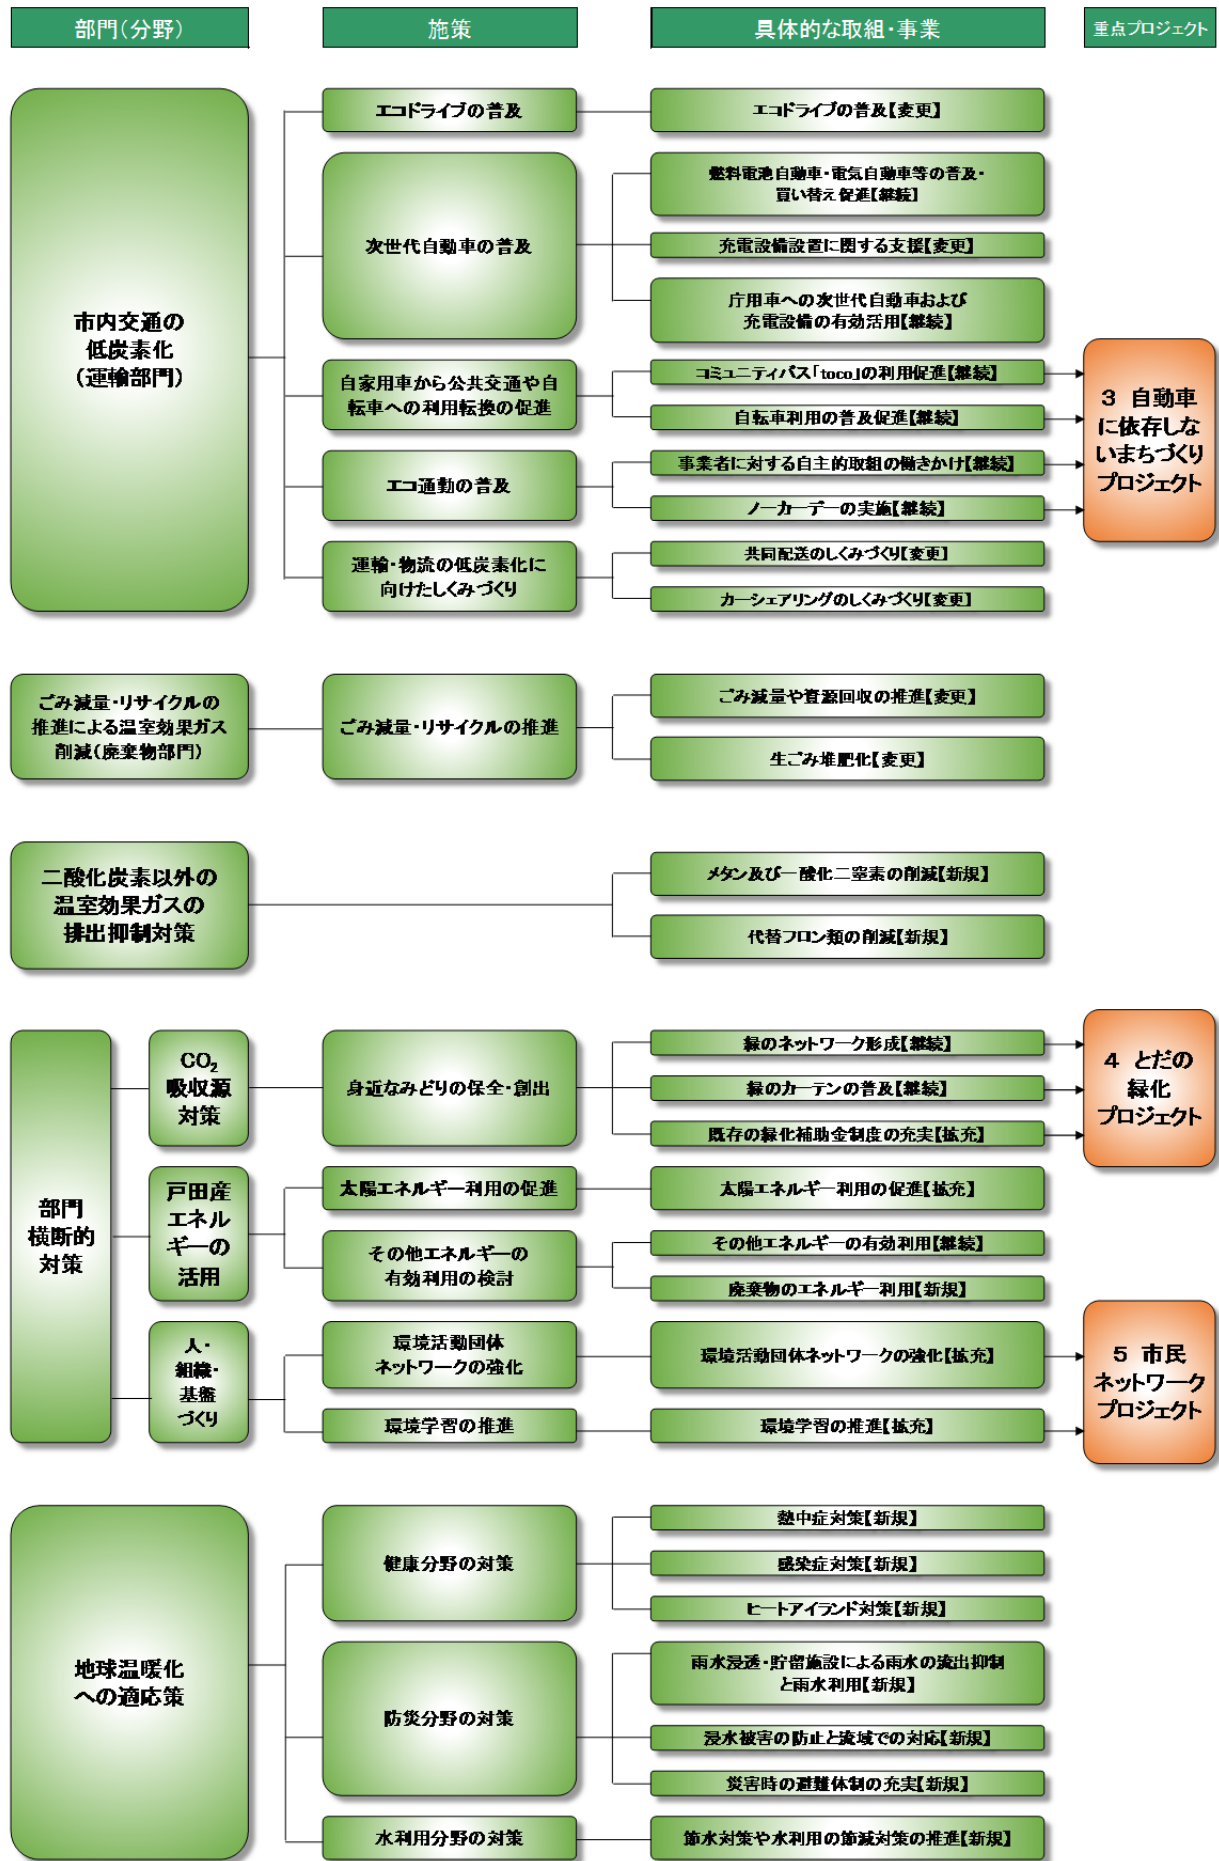 部門(分野)
施策
具体的な取組・事業
重点プロジェクト
市内交通の
低炭素化
(運輸部門)
エコドライブの普及
エコドライブの普及【変更】
次世代自動車の普及
燃料電池自動車・電気自動車等の普及・
買い替え促進【継続】
充電設備設置に関する支援【変更】
庁用車への次世代自動車および
充電設備の有効活用【継続】
自家用車から公共交通や自
転車への利用転換の促進
コミュニティバス「toco」の利用促進【継続】
自転車利用の普及促進【継続】
エコ通勤の普及
事業者に対する自主的取組の働きかけ【継続】
ノーカーデーの実施【継続】
運輸・物流の低炭素化に
向けたしくみづくり
共同配送のしくみづくり【変更】
カーシェアリングのしくみづくり【変更】
3 自動車
に依存しな
いまちづくり
プロジェクト
ごみ減量・リサイクルの
推進による温室効果ガス
削減(廃棄物部門)
ごみ減量・リサイクルの推進
ごみ減量や資源回収の推進【変更】
生ごみ堆肥化【変更】
二酸化炭素以外の
温室効果ガスの
排出抑制対策
メタン及び一酸化二窒素の削減【新規】
代替フロン類の削減【新規】
部門
横断的
対策
CO₂
吸収源
対策
身近なみどりの保全・創出
緑のネットワーク形成【継続】
緑のカーテンの普及【継続】
既存の緑化補助金制度の充実【拡充】
4 とだの
緑化
プロジェクト
戸田産
エネル
ギーの
活用
太陽エネルギー利用の促進
太陽エネルギー利用の促進【拡充】
その他エネルギーの
有効利用の検討
その他エネルギーの有効利用【継続】
廃棄物のエネルギー利用【新規】
人・
組織・
基盤
づくり
環境活動団体
ネットワークの強化
環境活動団体ネットワークの強化【拡充】
環境学習の推進
環境学習の推進【拡充】
5 市民
ネットワーク
プロジェクト
地球温暖化
への適応策
健康分野の対策
熱中症対策【新規】
感染症対策【新規】
ヒートアイランド対策【新規】
防災分野の対策
雨水浸透・貯留施設による雨水の流出抑制
と雨水利用【新規】
浸水被害の防止と流域での対応【新規】
災害時の避難体制の充実【新規】
水利用分野の対策
節水対策や水利用の節減対策の推進【新規】